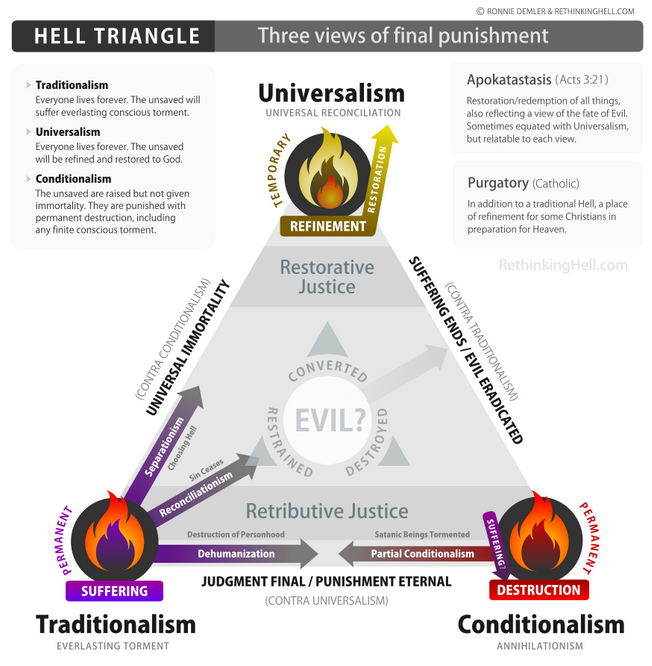 © RONNIE DEMLER & RETHINKINGHELL.COM
HELL TRIANGLE
Three views of final punishment
Traditionalism
Everyone lives forever. The unsaved will
suffer everlasting conscious torment.
Universalism
Everyone lives forever. The unsaved
will be refined and restored to God.
Conditionalism
The unsaved are raised but not given
immortality. They are punished with
permanent destruction, including
any finite conscious torment.
Universalism
UNIVERSAL RECONCILIATION
TEMPORARY
RESTORATION
REFINEMENT
Apokatastasis (Acts 3:21)
Restoration/redemption of all things,
also reflecting a view of the fate of Evil.
Sometimes equated with Universalism,
but relatable to each view.
Purgatory (Catholic)
In addition to a traditional Hell, a place
of refinement for some Christians in
preparation for Heaven.
RethinkingHell.com
Restorative
Justice
(CONTRA CONDITIONALISM)
UNIVERSAL IMMORTALITY
(CONTRA TRADITIONALISM)
SUFFERING ENDS / EVIL ERADICATED
CONVERTED
EVIL?
RESTRAINED
DESTROYED
Separationism
Choosing Hell
Sin Ceases
Reconciliationism
Retributive Justice
PERMANENT
SUFFERING
Destruction of Personhood
Dehumanization
Satanic Beings Tormented
Partial Conditionalism
SUFFERING?
PERMANENT
DESTRUCTION
JUDGMENT FINAL / PUNISHMENT ETERNAL
(CONTRA UNIVERSALISM)
Traditionalism
EVERLASTING TORMENT
Conditionalism
ANNIHILATIONISM